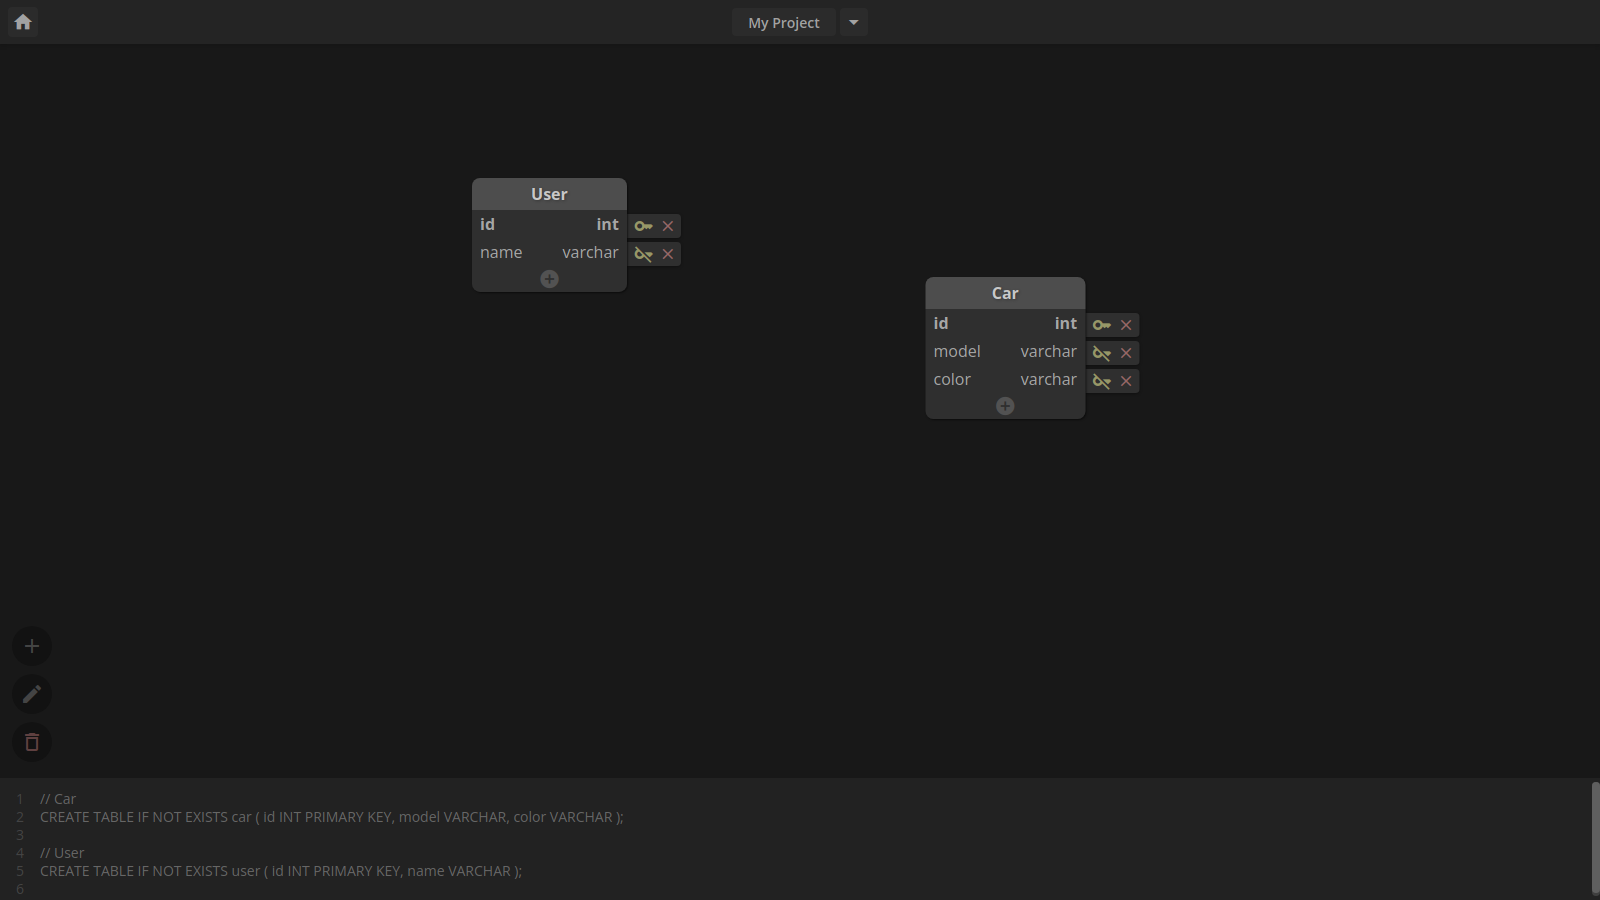 My Project
User
id int
name varchar
Car
id int
model varchar
color varchar
1 // Car
2 CREATE TABLE IF NOT EXISTS car ( id INT PRIMARY KEY, model VARCHAR, color VARCHAR );
3
4 // User
5 CREATE TABLE IF NOT EXISTS user ( id INT PRIMARY KEY, name VARCHAR );
6